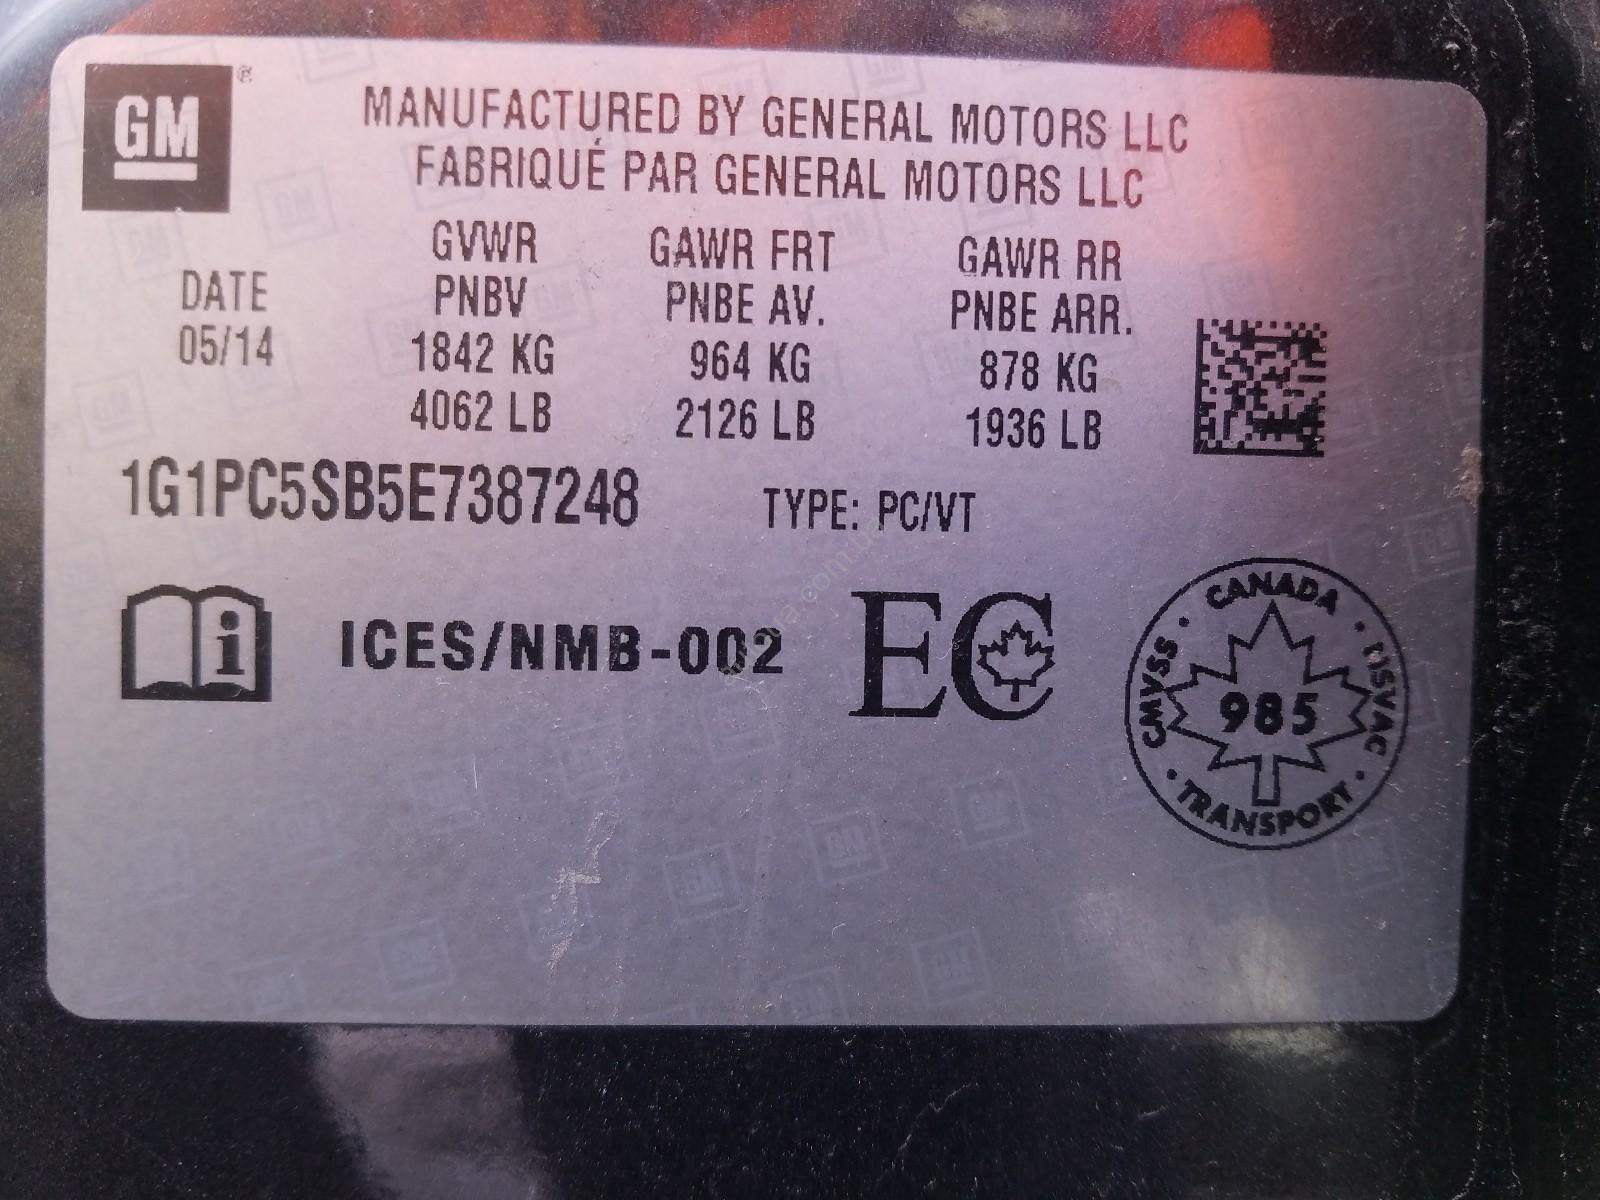 GM ®
MANUFACTURED BY GENERAL MOTORS LLC
FABRIQUÉ PAR GENERAL MOTORS LLC
DATE
05/14
GVWR
PNBV
1842 KG
4062 LB
GAWR FRT
PNBE AV.
964 KG
2126 LB
GAWR RR
PNBE ARR.
878 KG
1936 LB
1G1PC5SB5E7387248
TYPE: PC/VT
i
ICES/NMB-002
EC
CANADA
CMVSS
985
NSVAC
TRANSPORT